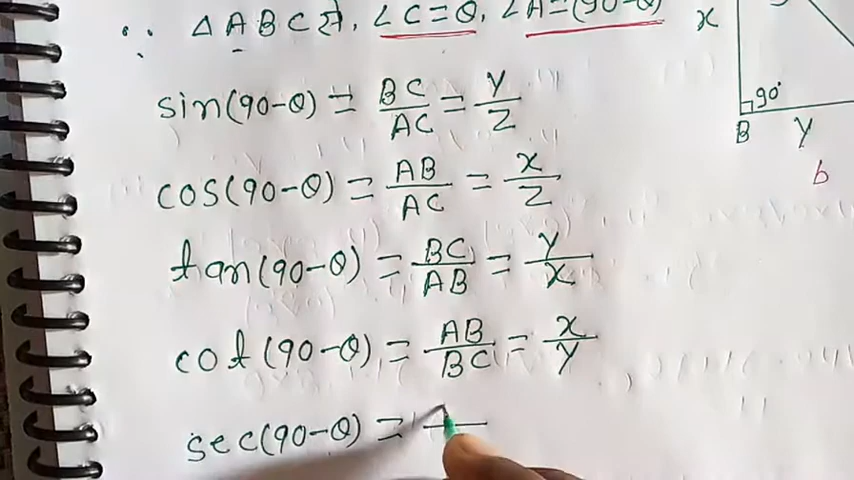 ∵ △ABC से, ∠C=θ, ∠A=(90-θ)
x
sin(90-θ) = BC/AC = y/z
90°
B y
cos(90-θ) = AB/AC = x/z
b
tan(90-θ) = BC/AB = y/x
cot(90-θ) = AB/BC = x/y
sec(90-θ) =